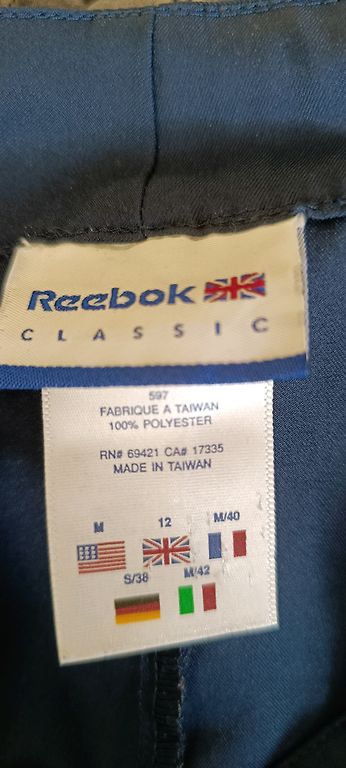 Reebok
CLASSIC
597
FABRIQUE A TAIWAN
100% POLYESTER
RN# 69421 CA# 17335
MADE IN TAIWAN
M 12 M/40
S/38 M/42